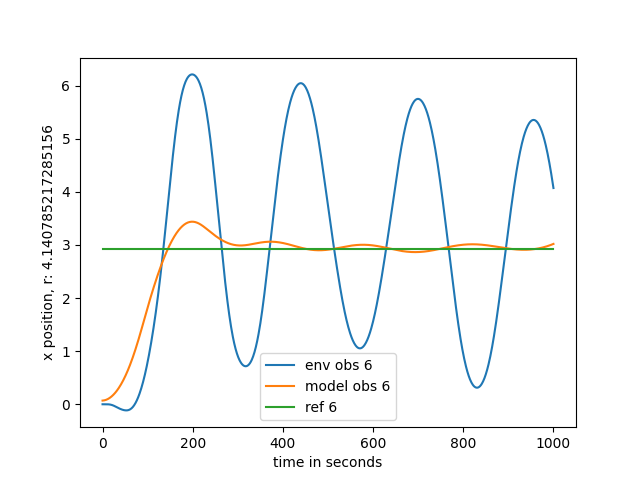 6
5
4
3
2
1
0
x position, r: 4.140785217285156
env obs 6
model obs 6
ref 6
0
200
400
600
800
1000
time in seconds